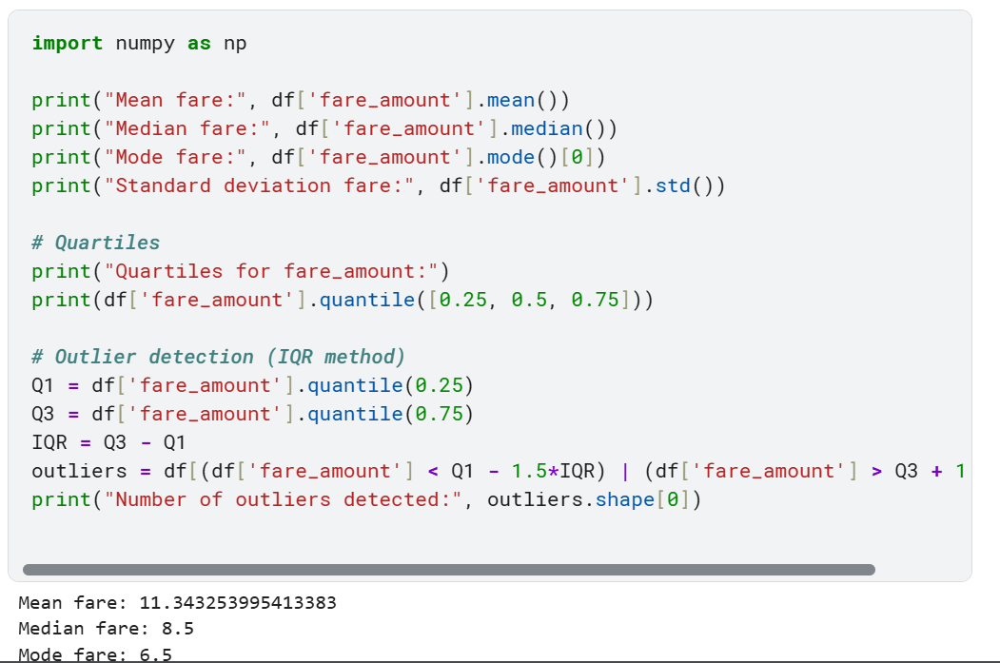 import numpy as np
print("Mean fare:", df['fare_amount'].mean())
print("Median fare:", df['fare_amount'].median())
print("Mode fare:", df['fare_amount'].mode()[0])
print("Standard deviation fare:", df['fare_amount'].std())
# Quartiles
print("Quartiles for fare_amount:")
print(df['fare_amount'].quantile([0.25, 0.5, 0.75]))
# Outlier detection (IQR method)
Q1 = df['fare_amount'].quantile(0.25)
Q3 = df['fare_amount'].quantile(0.75)
IQR = Q3 - Q1
outliers = df[(df['fare_amount'] < Q1 - 1.5*IQR) | (df['fare_amount'] > Q3 + 1
print("Number of outliers detected:", outliers.shape[0])
Mean fare: 11.343253995413383
Median fare: 8.5
Mode fare: 6.5